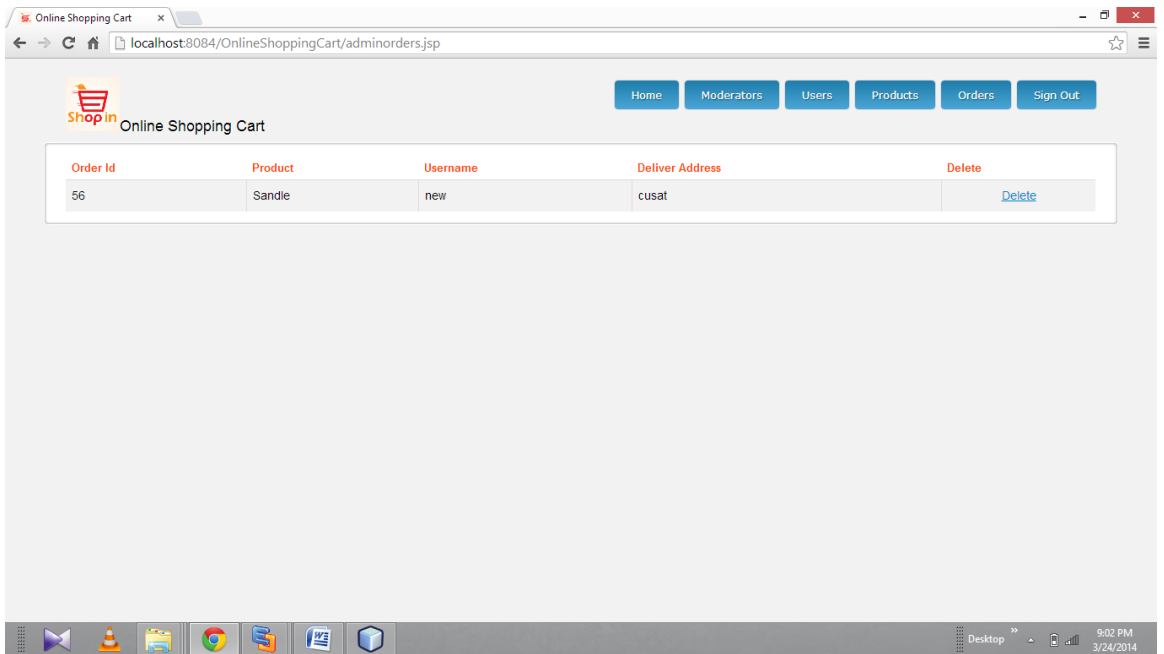 Online Shopping Cart
localhost:8084/OnlineShoppingCart/adminorders.jsp
Shop in
Online Shopping Cart
Home Moderators Users Products Orders Sign Out
Order Id Product Username Deliver Address Delete
56 Sandle new cusat Delete
Desktop
9:02 PM
3/24/2014